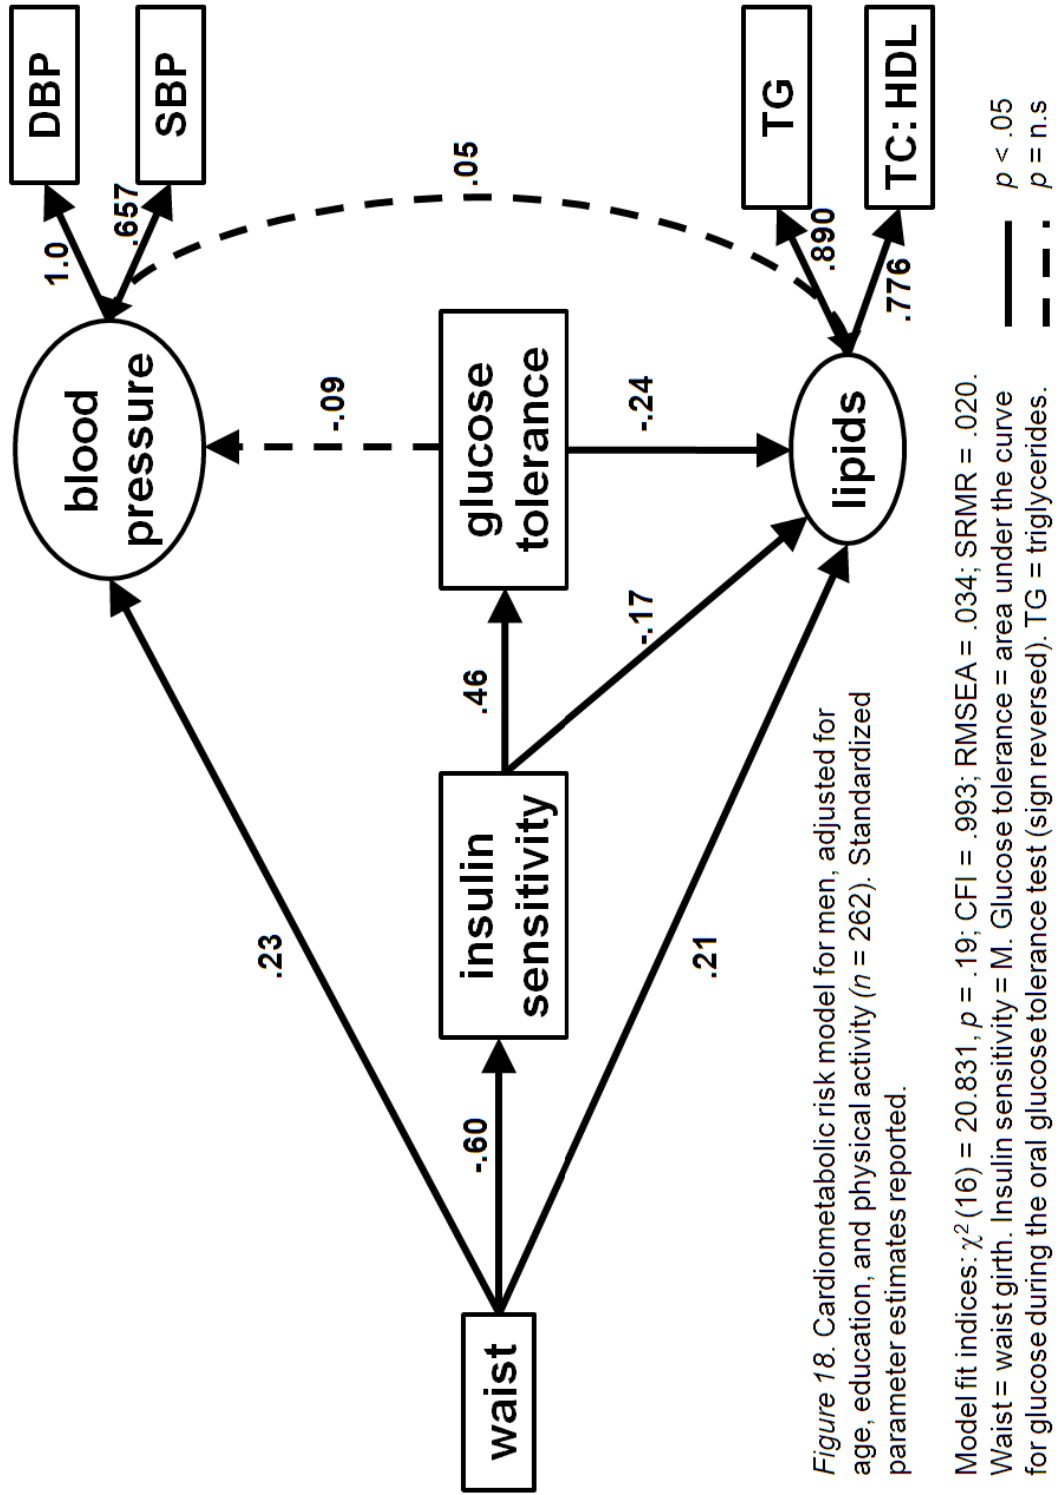 DBP
1.0
SBP
.657
blood
pressure
.23
-.09
.05
waist
-.60
insulin
sensitivity
.46
glucose
tolerance
-.17
-.24
.21
lipids
TG
.890
TC:HDL
.776
Figure 18. Cardiometabolic risk model for men, adjusted for
age, education, and physical activity (n = 262). Standardized
parameter estimates reported.
p < .05
p = n.s
Model fit indices: χ² (16) = 20.831, p = .19; CFI = .993; RMSEA = .034; SRMR = .020.
Waist = waist girth. Insulin sensitivity = M. Glucose tolerance = area under the curve
for glucose during the oral glucose tolerance test (sign reversed). TG = triglycerides.